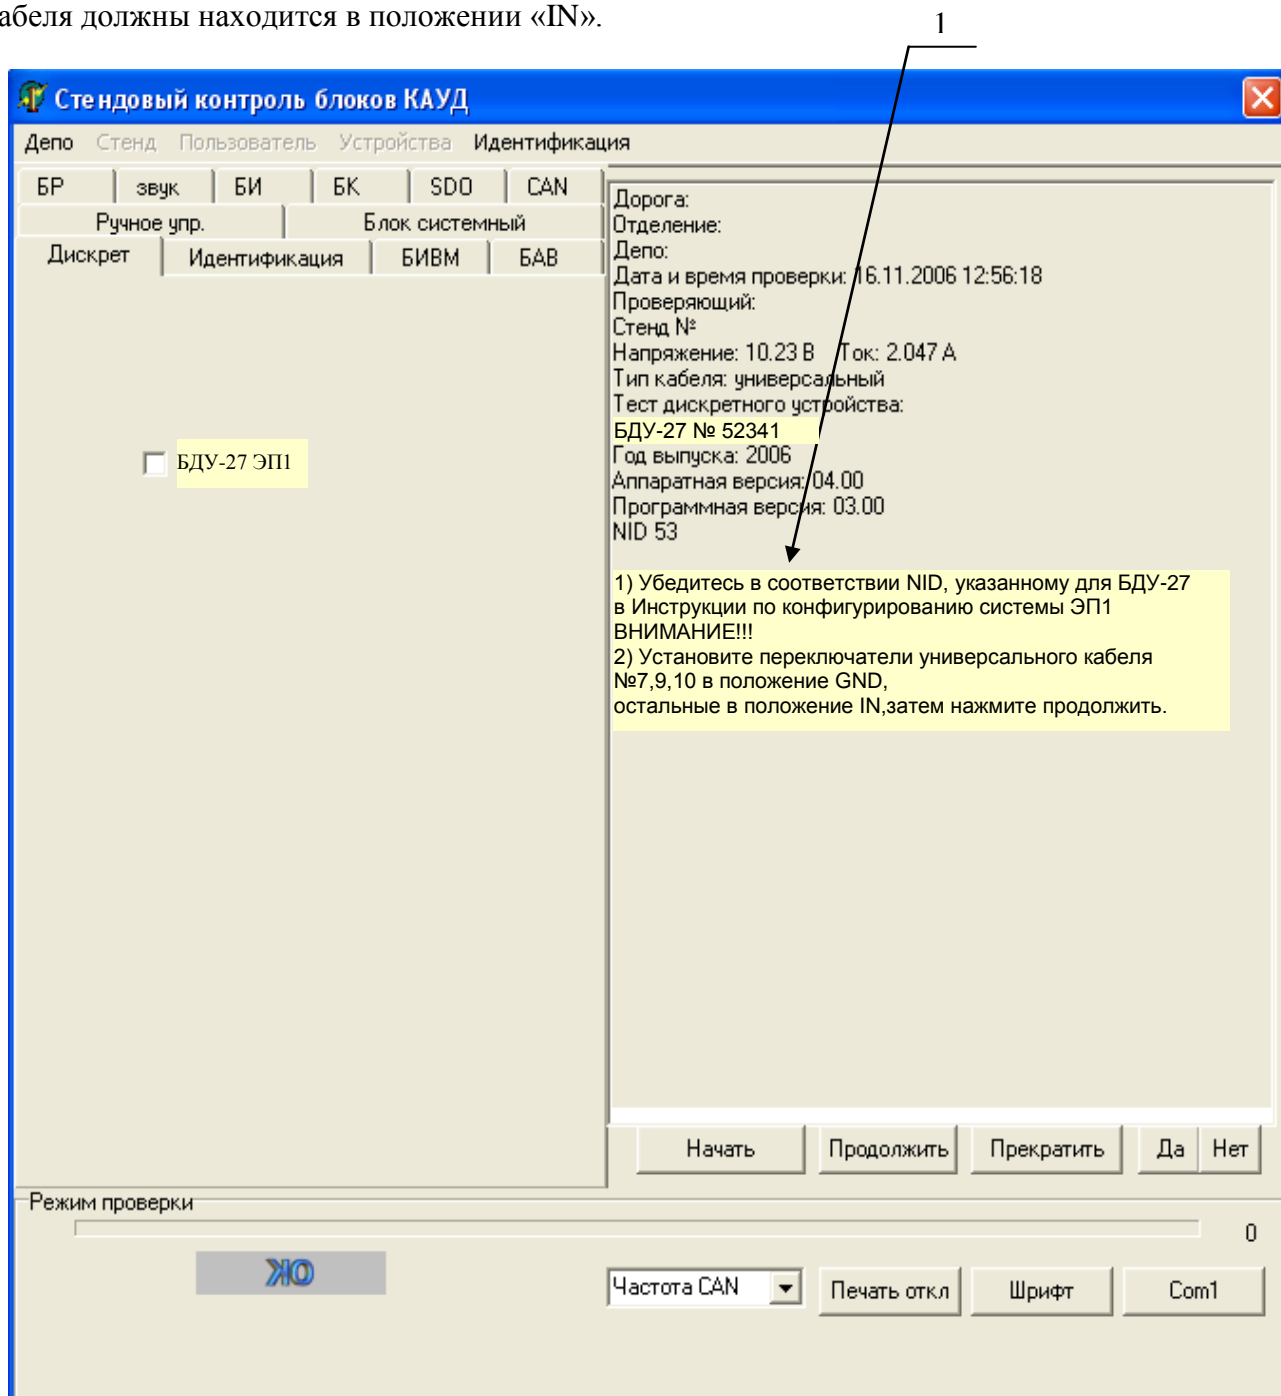 абеля должны находится в положении «IN».
1
Стендовый контроль блоков КАУД
Депо Стенд Пользователь Устройства Идентификация
БР звук БИ БК SDO CAN
Ручное упр. Блок системный
Дискрет Идентификация БИВМ БАВ
БДУ-27 ЭП1
Дорога:
Отделение:
Депо:
Дата и время проверки: 16.11.2006 12:56:18
Проверяющий:
Стенд №
Напряжение: 10.23 В Ток: 2.047 А
Тип кабеля: универсальный
Тест дискретного устройства:
БДУ-27 № 52341
Год выпуска: 2006
Аппаратная версия: 04.00
Программная версия: 03.00
NID 53
1) Убедитесь в соответствии NID, указанному для БДУ-27
в Инструкции по конфигурированию системы ЭП1
ВНИМАНИЕ!!!
2) Установите переключатели универсального кабеля
№7,9,10 в положение GND,
остальные в положение IN,затем нажмите продолжить.
Начать Продолжить Прекратить Да Нет
Режим проверки
0
OK
Частота CAN Печать откл Шрифт Com1